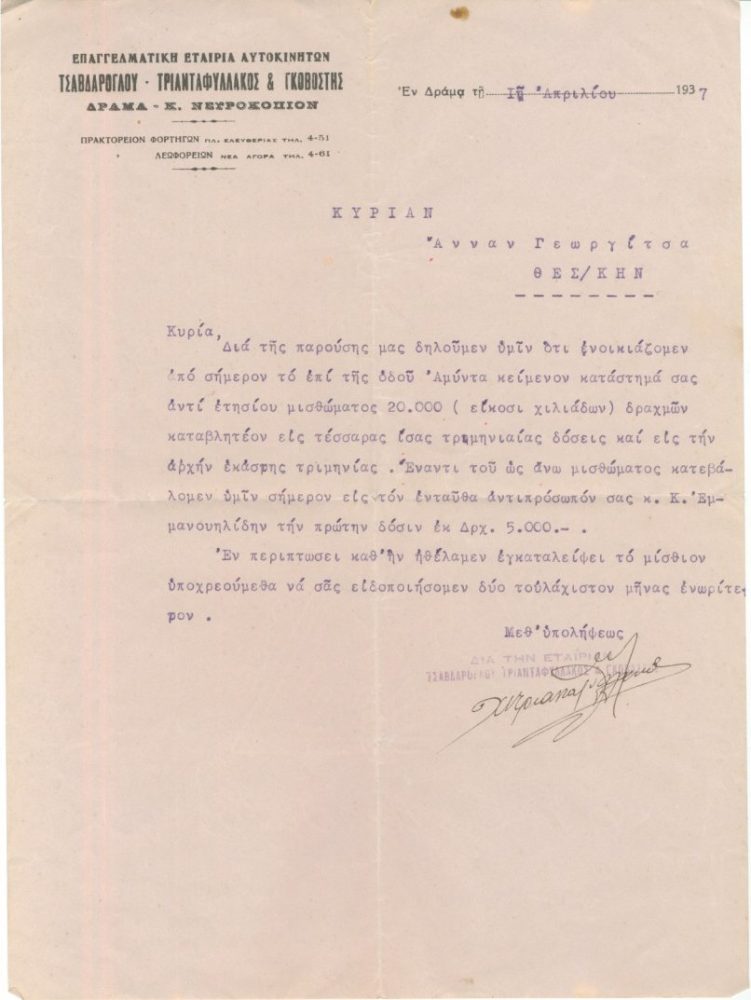 ΕΠΑΓΓΕΛΜΑΤΙΚΗ ΕΤΑΙΡΙΑ ΑΥΤΟΚΙΝΗΤΩΝ
ΤΣΑΒΔΑΡΟΓΛΟΥ - ΤΡΙΑΝΤΑΦΥΛΛΑΚΟΣ & ΓΚΟΒΟΣΤΗΣ
ΔΡΑΜΑ - Κ. ΝΕΥΡΟΚΟΠΙΟΝ
ΠΡΑΚΤΟΡΕΙΟΝ ΦΟΡΤΗΓΩΝ ΠΛ. ΕΛΕΥΘΕΡΙΑΣ ΤΗΛ. 4-51
" ΛΕΩΦΟΡΕΙΩΝ ΝΕΑ ΑΓΟΡΑ ΤΗΛ. 4-61
Ἐν Δράμᾳ τῇ 1ῃ Ἀπριλίου 1937
ΚΥΡΙΑΝ
Ἄνναν Γεωργίτσα
ΘΕΣ/ΚΗΝ
Κυρία,
Διά τῆς παρούσης μας δηλοῦμεν ὑμῖν ὅτι ἐνοικιάζομεν
ἀπό σήμερον τό ἐπί τῆς ὁδοῦ Ἀμύντα κείμενον κατάστημά σας
ἀντί ἐτησίου μισθώματος 20.000 ( εἴκοσι χιλιάδων) δραχμῶν
καταβλητέον εἰς τέσσαρας ἴσας τριμηνιαίας δόσεις καί εἰς τήν
ἀρχήν ἑκάστης τριμηνίας . Ἔναντι τοῦ ὡς ἄνω μισθώματος κατεβά-
λομεν ὑμῖν σήμερον εἰς τόν ἐνταῦθα ἀντιπρόσωπόν σας κ. Κ. Ἐμ-
μανουηλίδην τήν πρώτην δόσιν ἐκ Δρχ. 5.000.- .
Ἐν περιπτωσει καθ' ἥν ἠθέλαμεν ἐγκαταλείψει τό μίσθιον
ὑποχρεούμεθα νά σᾶς εἰδοποιήσομεν δύο τοὐλάχιστον μῆνας ἐνωρίτε-
ρον .
Μεθ' ὑπολήψεως
ΔΙΑ ΤΗΝ ΕΤΑΙΡΙΑΝ
ΤΣΑΒΔΑΡΟΓΛΟΥ ΤΡΙΑΝΤΑΦΥΛΛΑΚΟΣ & ΓΚΟΒΟΣΤΗΣ